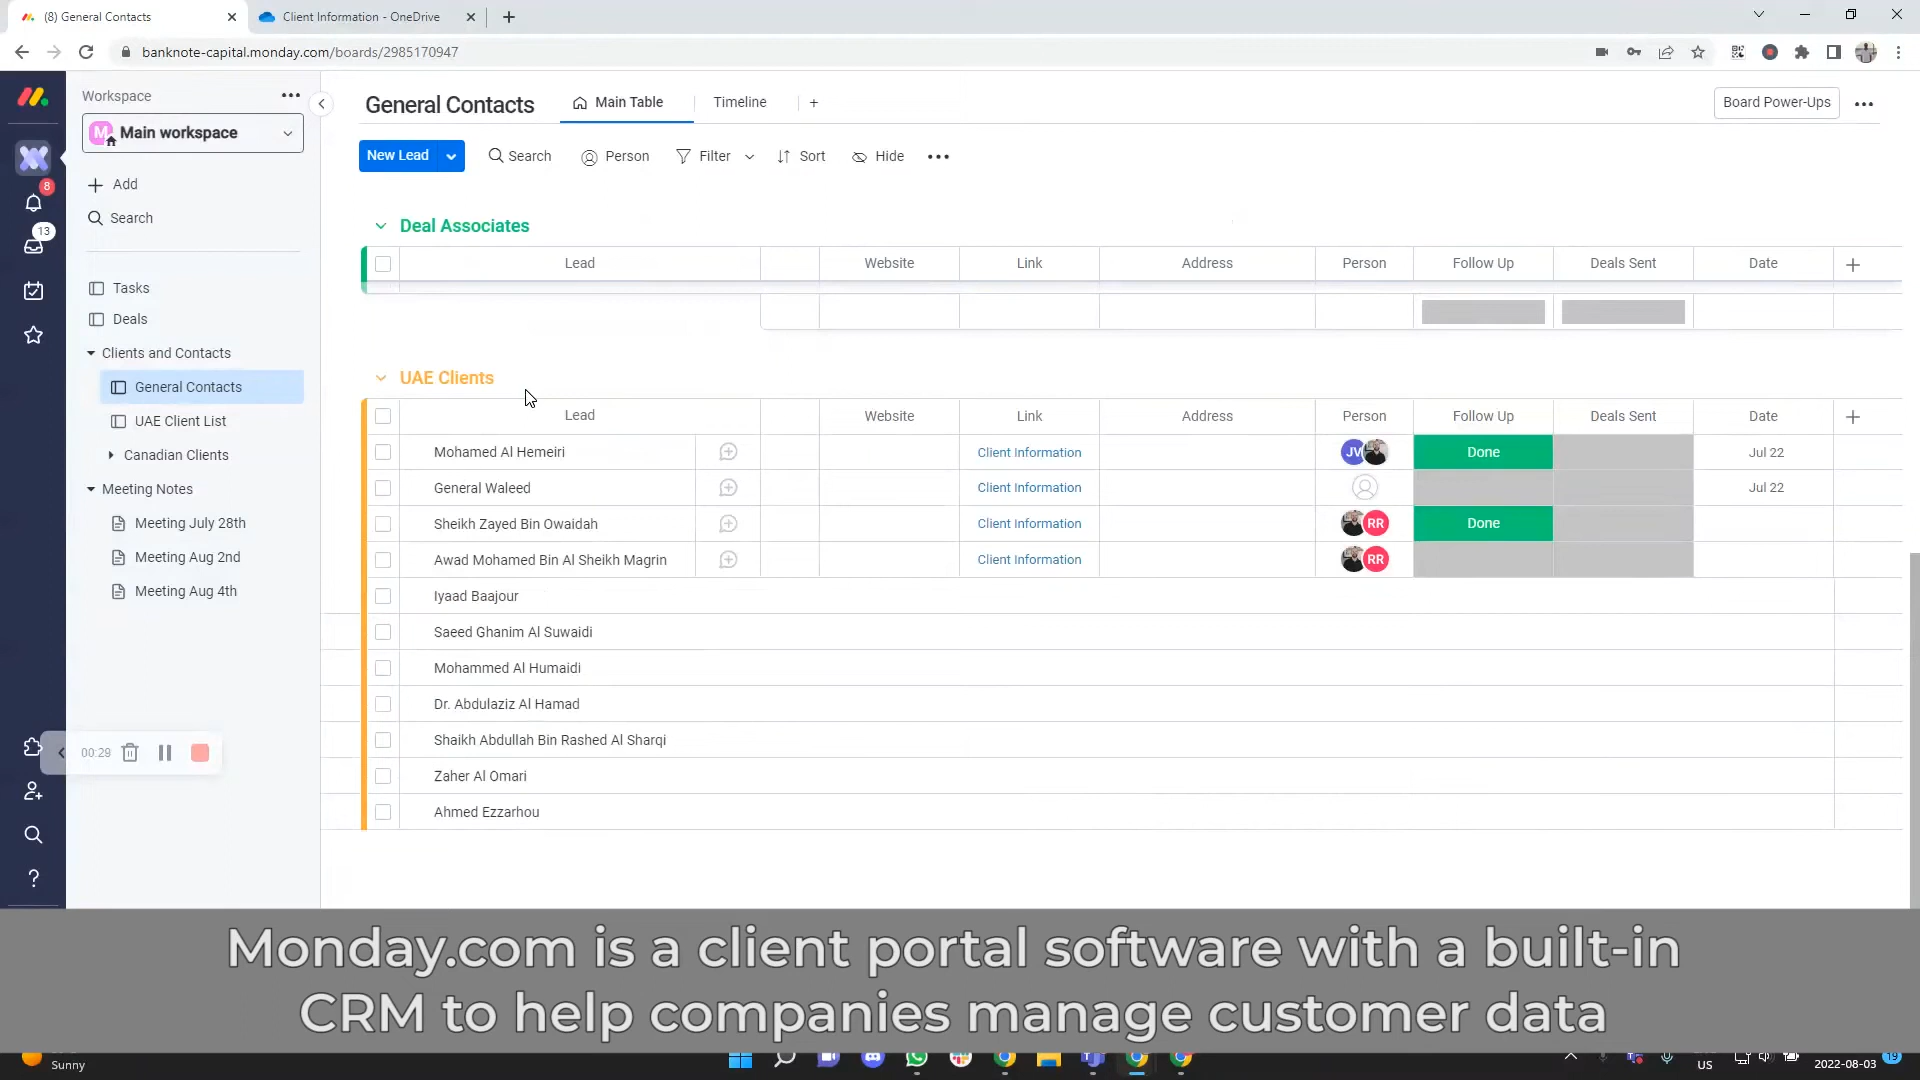 (8) General Contacts
Client Information - OneDrive
banknote-capital.monday.com/boards/2985170947
Workspace
M Main workspace
8
13
Add
Search
Tasks
Deals
Clients and Contacts
General Contacts
UAE Client List
Canadian Clients
Meeting Notes
Meeting July 28th
Meeting Aug 2nd
Meeting Aug 4th
00:29
General Contacts
Main Table
Timeline
Board Power-Ups
New Lead
Search
Person
Filter
Sort
Hide
Deal Associates
Lead Website Link Address Person Follow Up Deals Sent Date
UAE Clients
Lead Website Link Address Person Follow Up Deals Sent Date
Mohamed Al Hemeiri Client Information JV Done Jul 22
General Waleed Client Information Jul 22
Sheikh Zayed Bin Owaidah Client Information RR Done
Awad Mohamed Bin Al Sheikh Magrin Client Information RR
Iyaad Baajour
Saeed Ghanim Al Suwaidi
Mohammed Al Humaidi
Dr. Abdulaziz Al Hamad
Shaikh Abdullah Bin Rashed Al Sharqi
Zaher Al Omari
Ahmed Ezzarhou
Monday.com is a client portal software with a built-in
CRM to help companies manage customer data
Sunny
US
2022-08-03
19